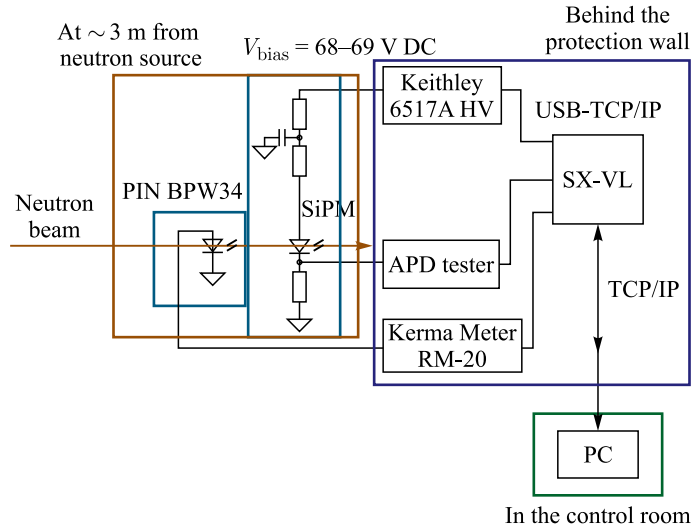 At ∼ 3 m from
neutron source
V_bias = 68–69 V DC
Behind the
protection wall
Keithley
6517A HV
USB-TCP/IP
SX-VL
PIN BPW34
SiPM
Neutron
beam
APD tester
TCP/IP
Kerma Meter
RM-20
PC
In the control room